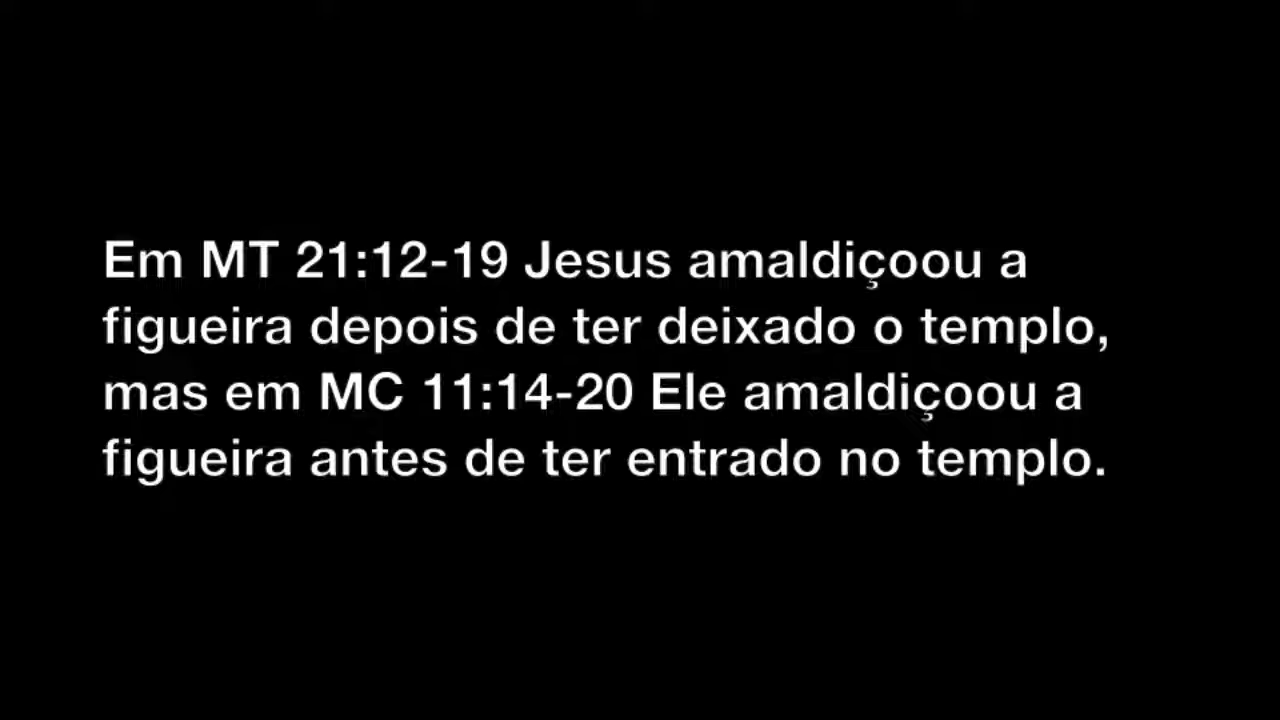 Em MT 21:12-19 Jesus amaldiçoou a
figueira depois de ter deixado o templo,
mas em MC 11:14-20 Ele amaldiçoou a
figueira antes de ter entrado no templo.